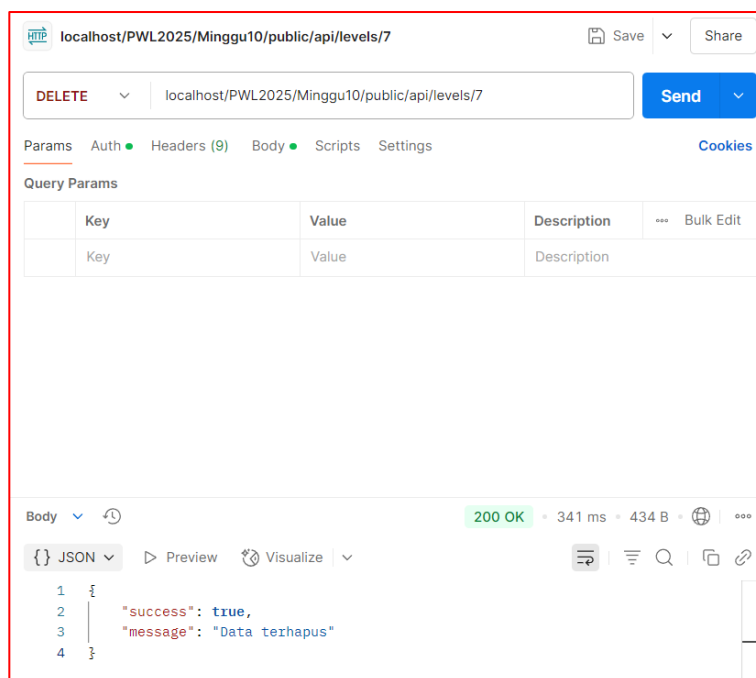 HTTP localhost/PWL2025/Minggu10/public/api/levels/7 Save Share
DELETE localhost/PWL2025/Minggu10/public/api/levels/7 Send
Params Auth Headers (9) Body Scripts Settings Cookies
Query Params
Key Value Description Bulk Edit
Key Value Description
Body 200 OK 341 ms 434 B
{} JSON Preview Visualize
1 {
2 "success": true,
3 "message": "Data terhapus"
4 }